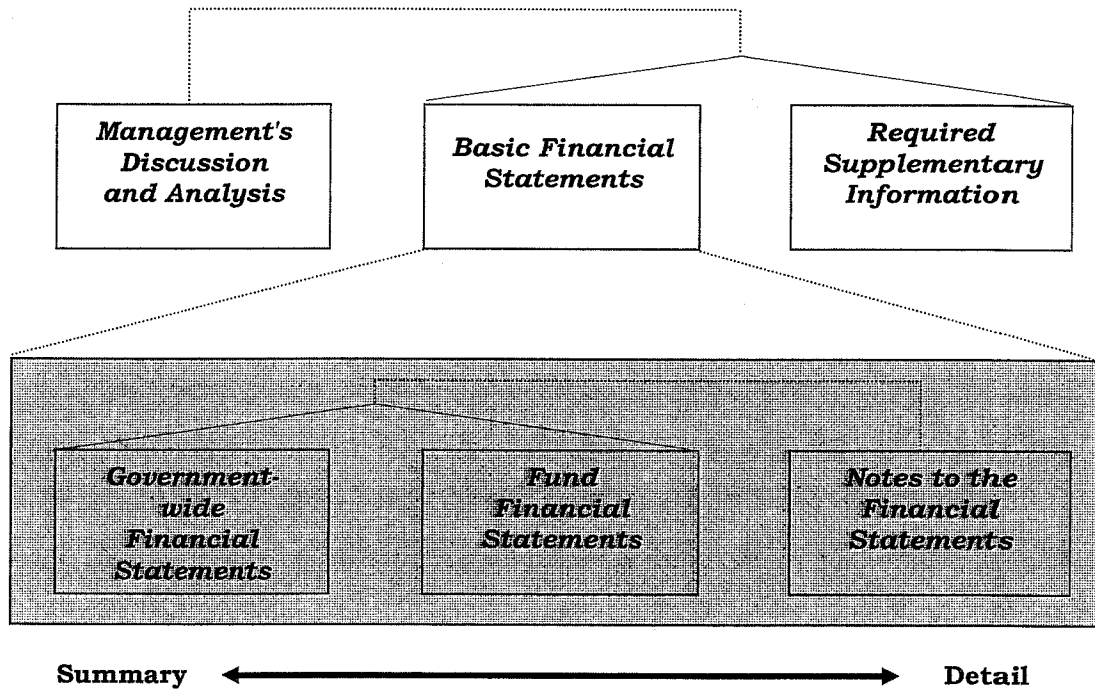 Management's
Discussion
and Analysis
Basic Financial
Statements
Required
Supplementary
Information
Government-
wide
Financial
Statements
Fund
Financial
Statements
Notes to the
Financial
Statements
Summary
Detail